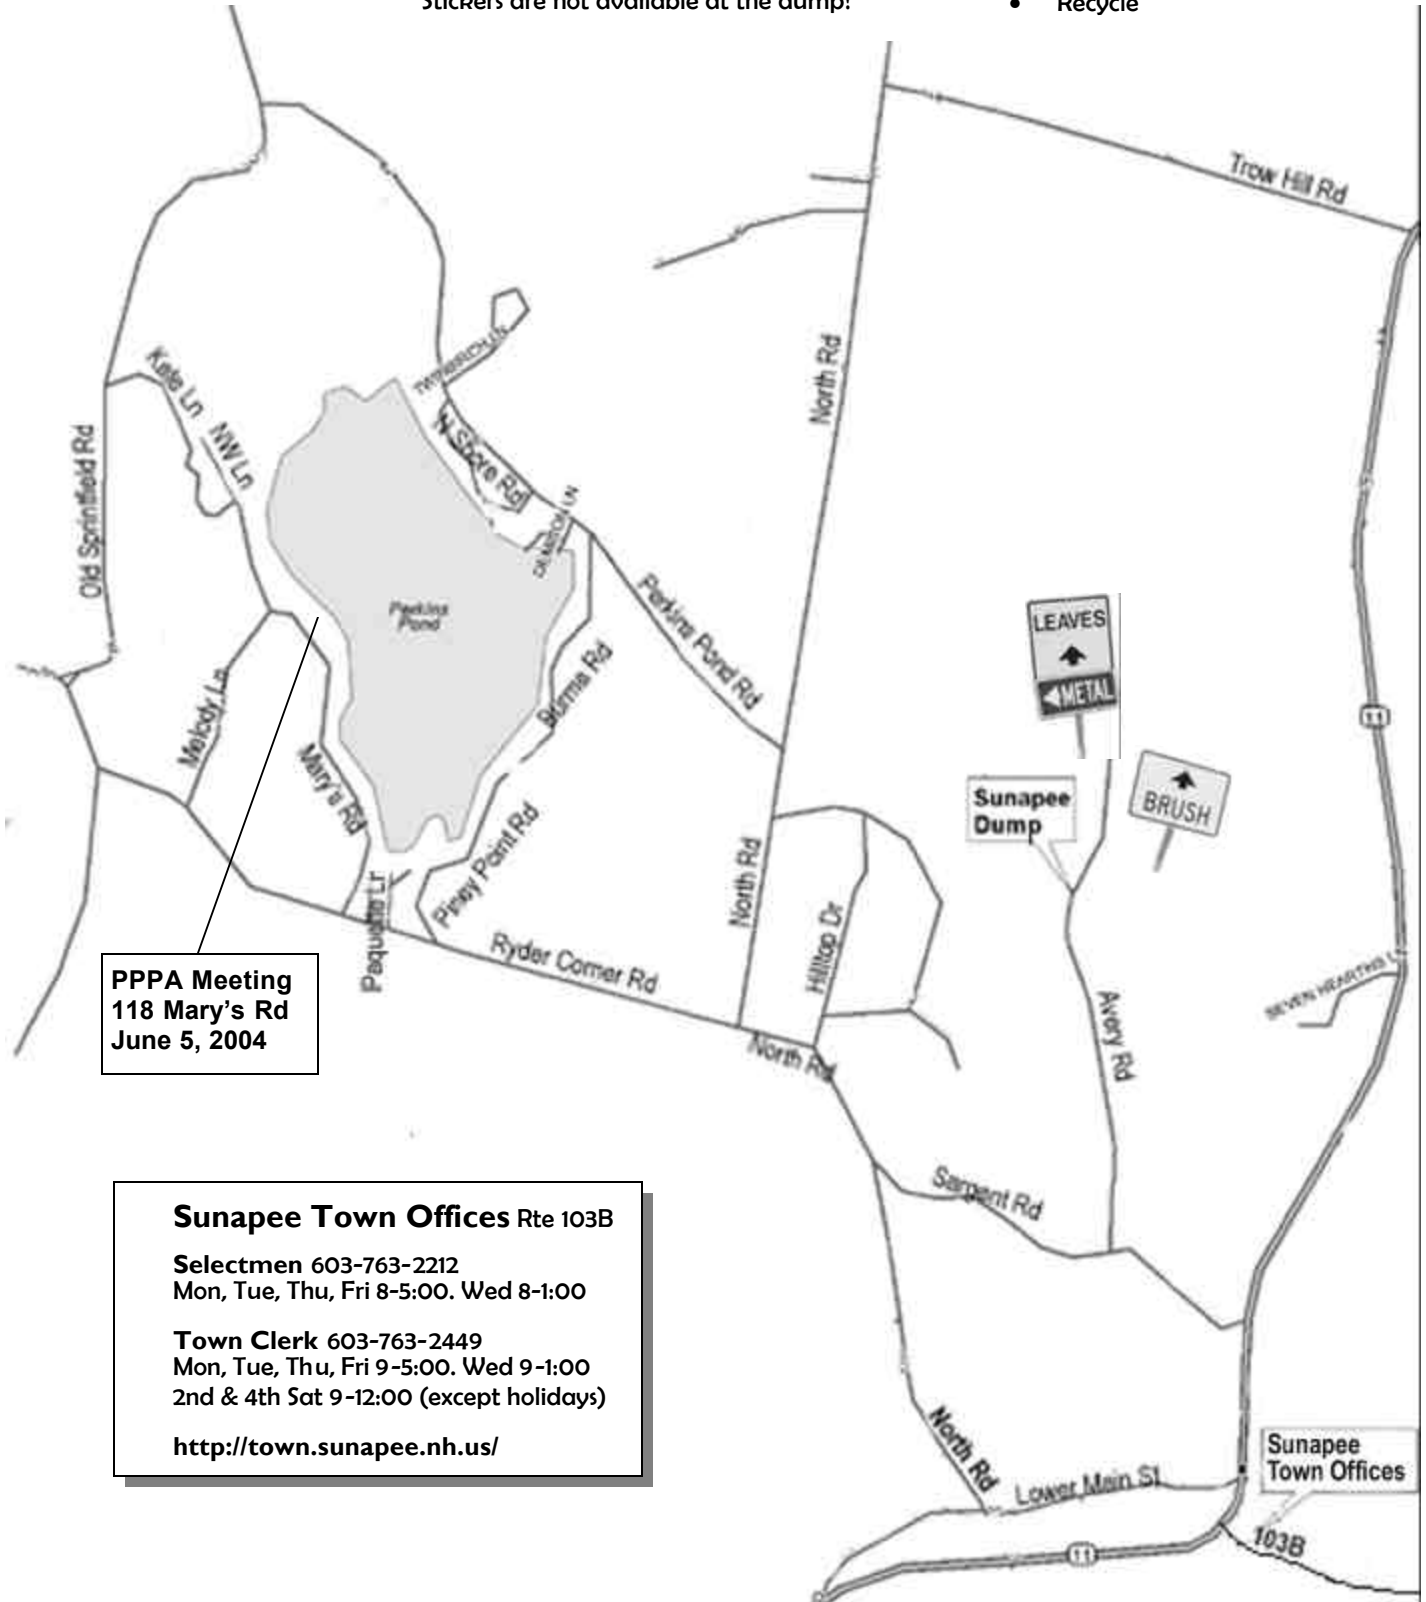 Stickers are not available at the dump!
• Recycle
Trow Hill Rd
North Rd
TWINBIRCH LN
Kate Ln
NW Ln
N Shore Rd
Old Sprintfield Rd
Perkins
Pond
Perkins Pond Rd
LEAVES
METAL
Burma Rd
Melody Ln
11
Mary's Rd
Sunapee
Dump
BRUSH
Piney Point Rd
North Rd
Paquette Ln
Hilltop Dr
Ryder Corner Rd
SEVEN HEARTHS LN
PPPA Meeting
118 Mary’s Rd
June 5, 2004
Avery Rd
North Rd
Sargent Rd
Sunapee Town Offices Rte 103B
Selectmen 603-763-2212
Mon, Tue, Thu, Fri 8-5:00. Wed 8-1:00
Town Clerk 603-763-2449
Mon, Tue, Thu, Fri 9-5:00. Wed 9-1:00
2nd & 4th Sat 9-12:00 (except holidays)
http://town.sunapee.nh.us/
North Rd
Lower Main St
Sunapee
Town Offices
103B
11